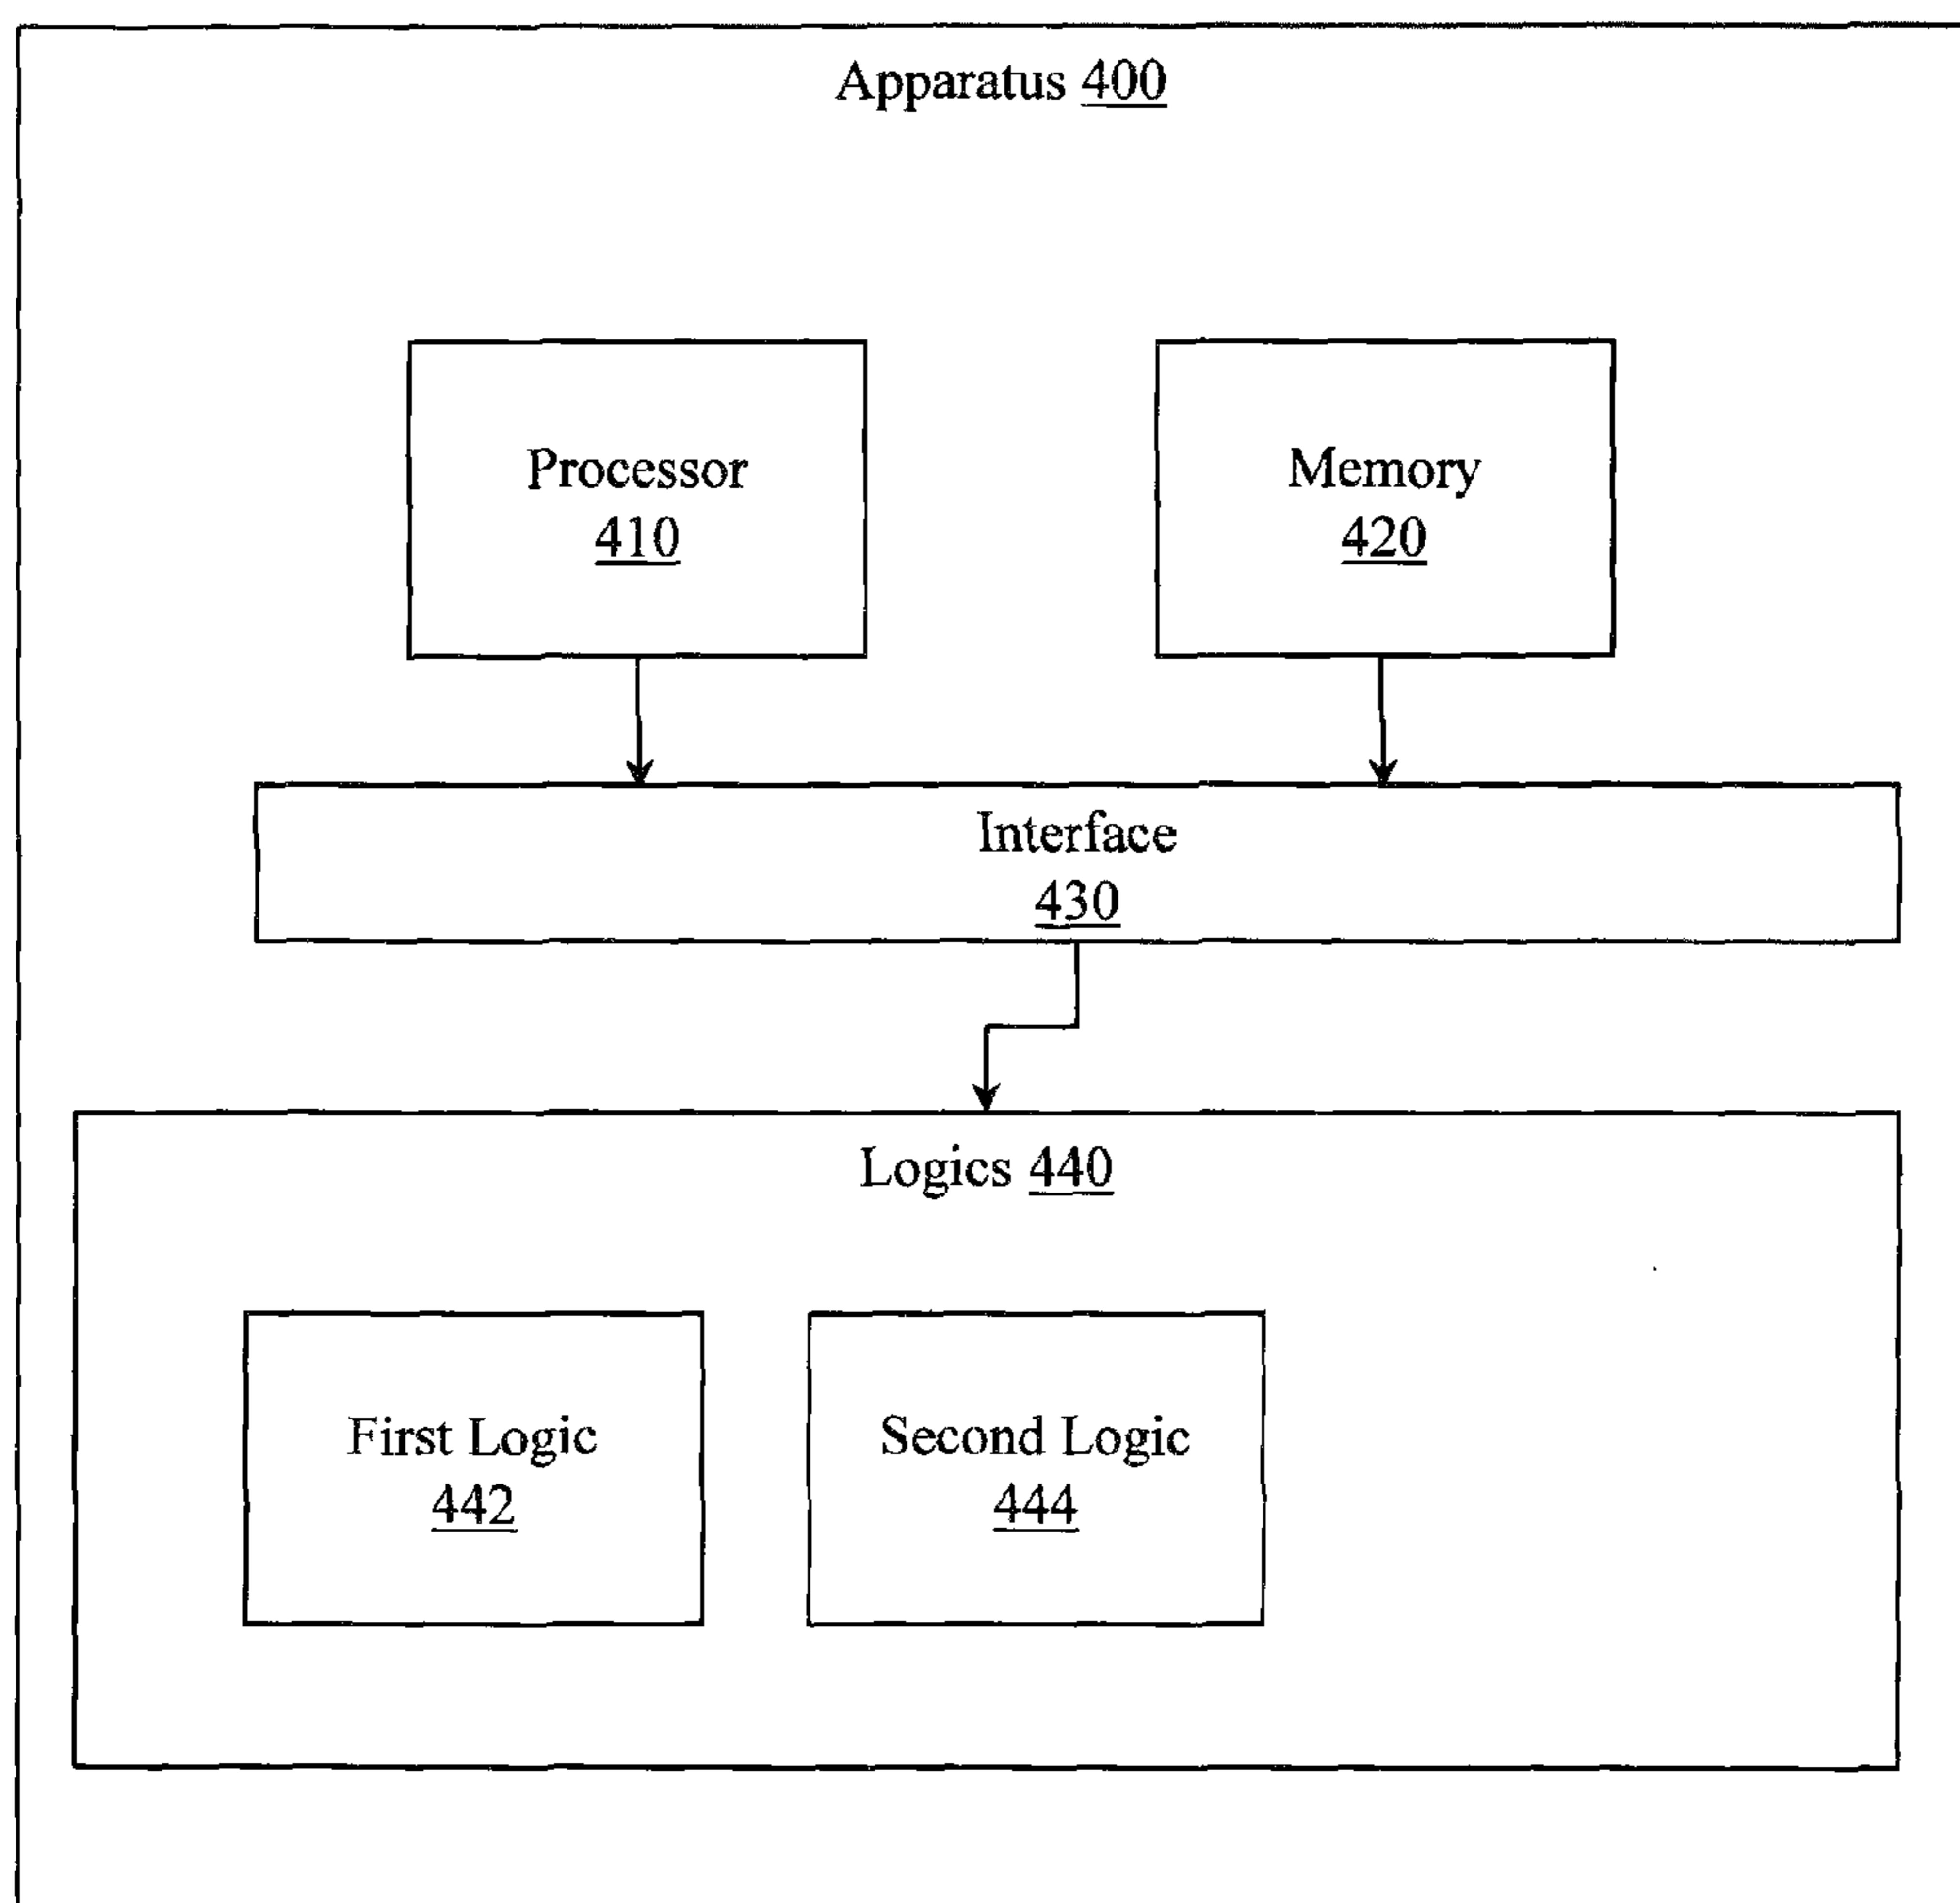 Apparatus 400
Processor
410
Memory
420
Interface
430
Logics 440
First Logic
442
Second Logic
444